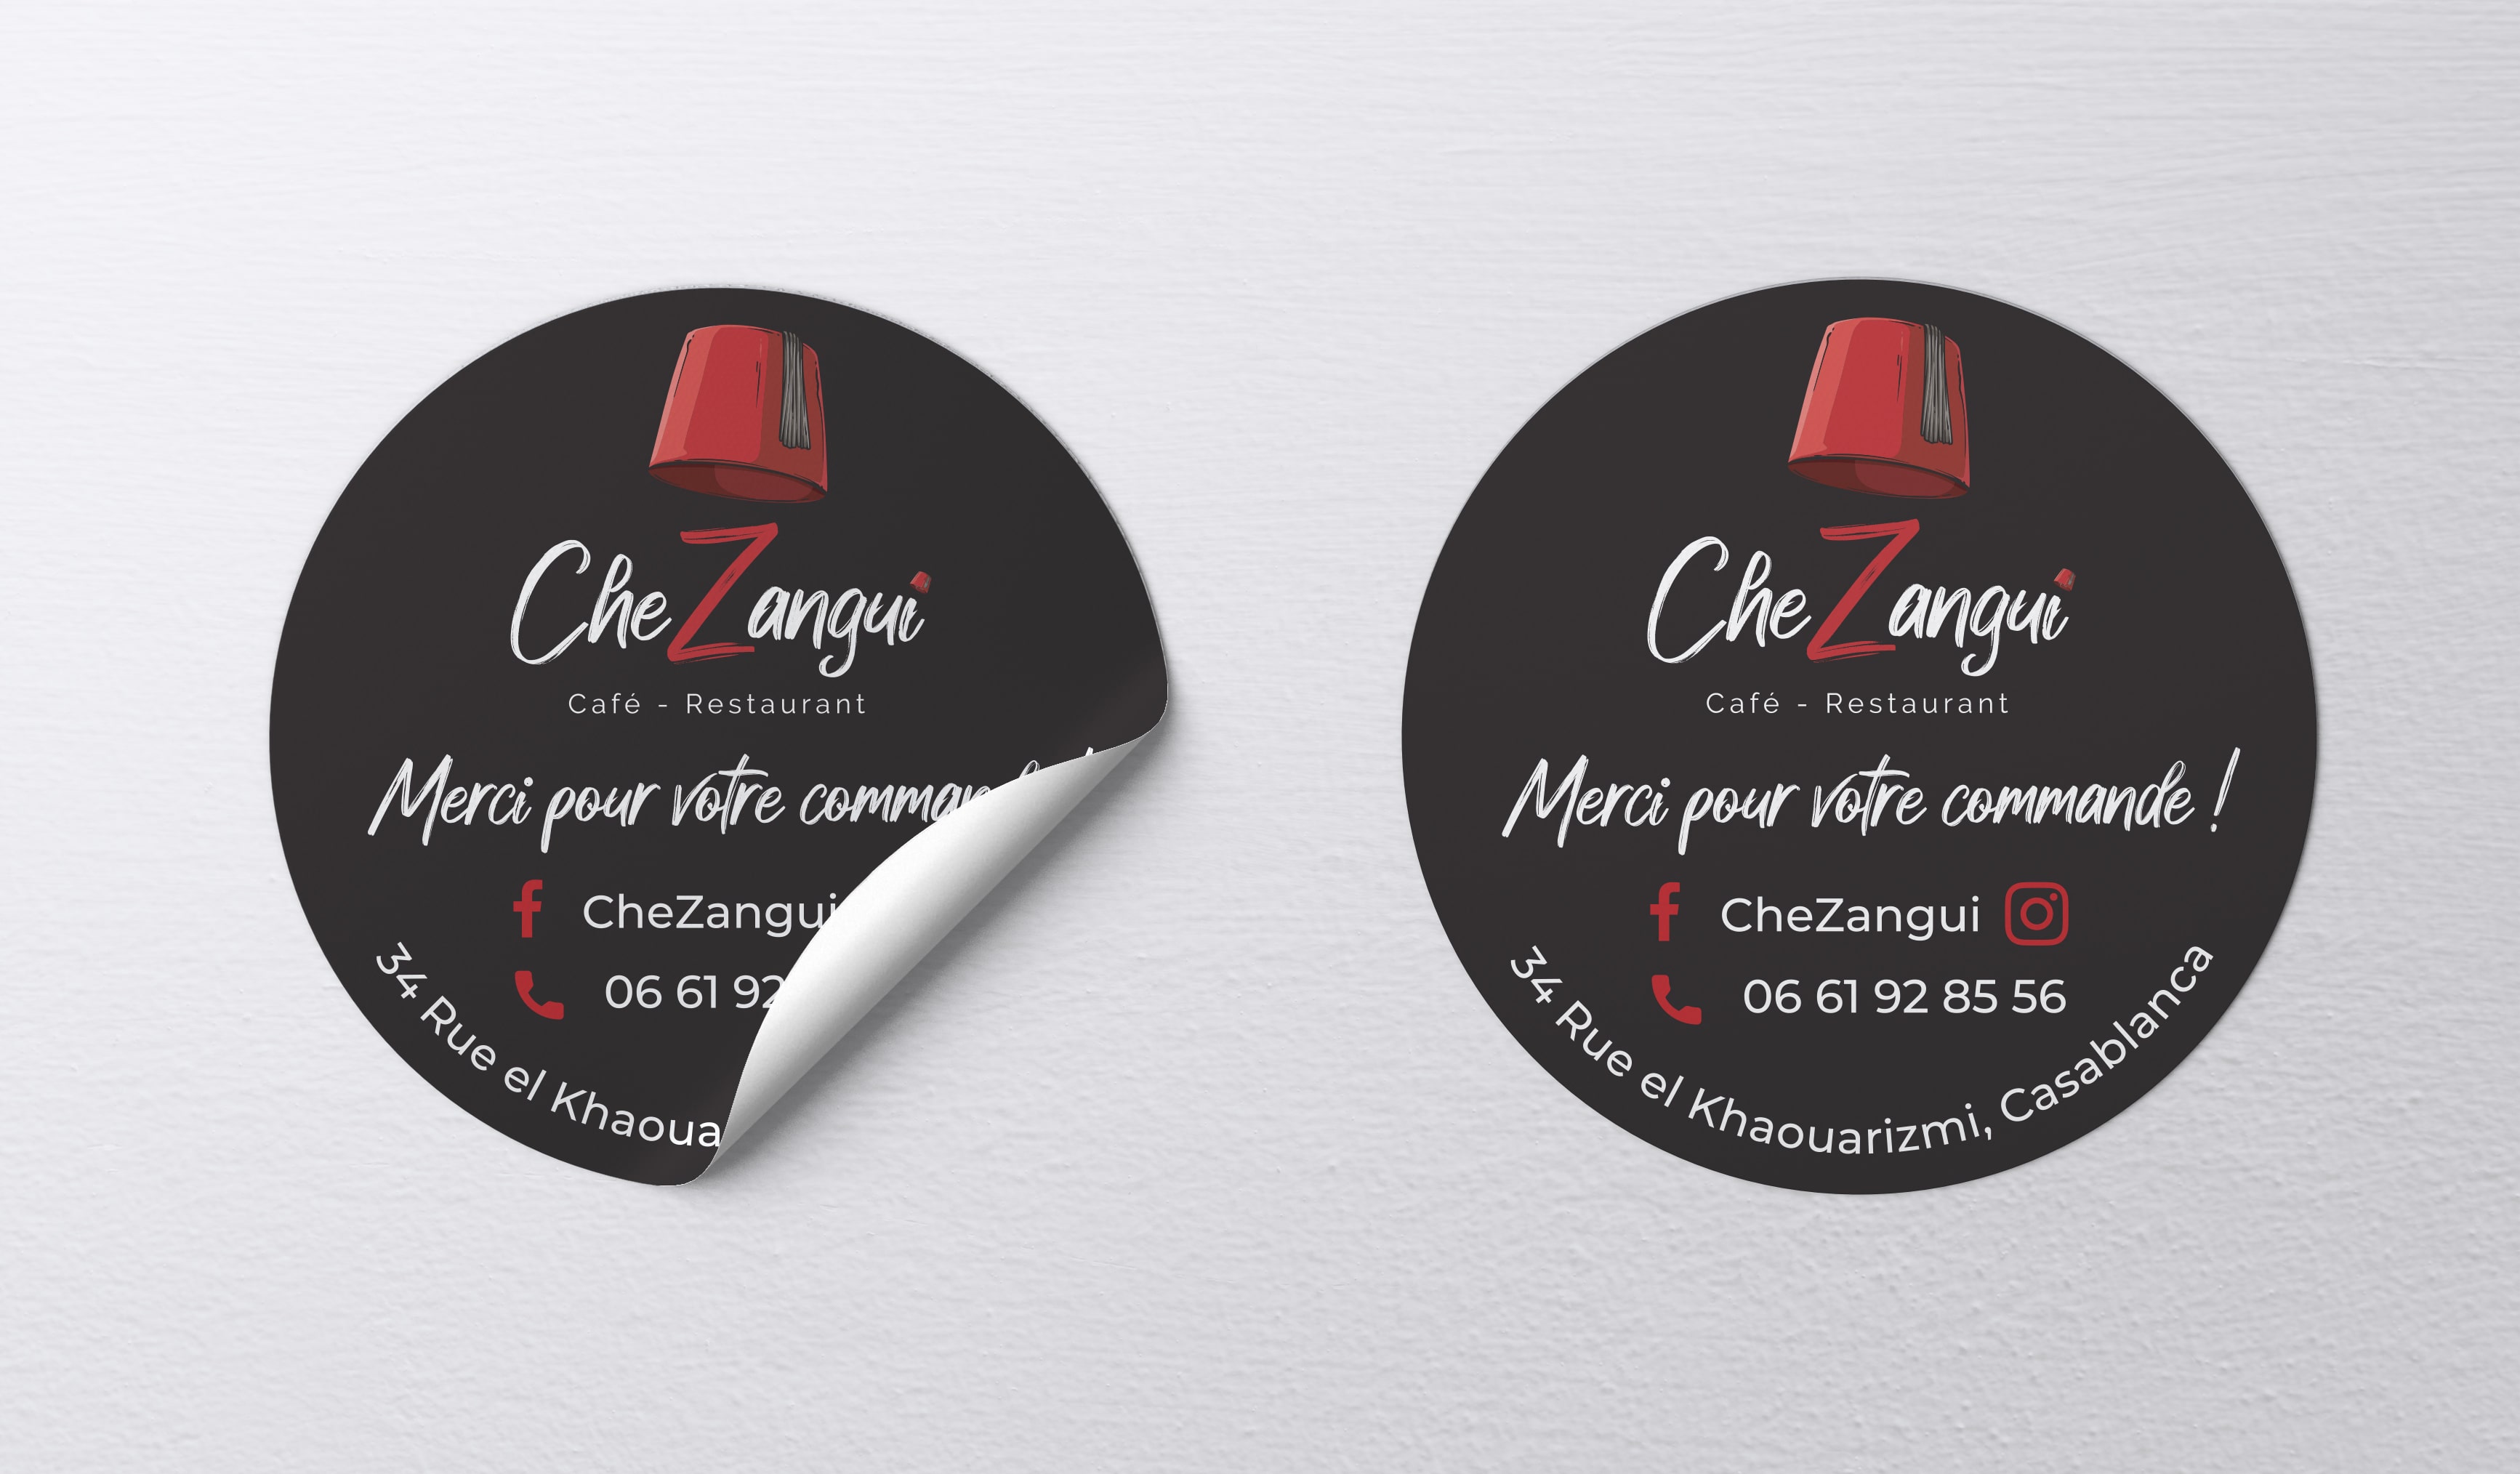 CheZangui
Café - Restaurant
Merci pour votre comman
CheZangui
06 61 92
34 Rue el Khaoua
CheZangui
Café - Restaurant
Merci pour votre commande !
CheZangui
06 61 92 85 56
34 Rue el Khaouarizmi, Casablanca